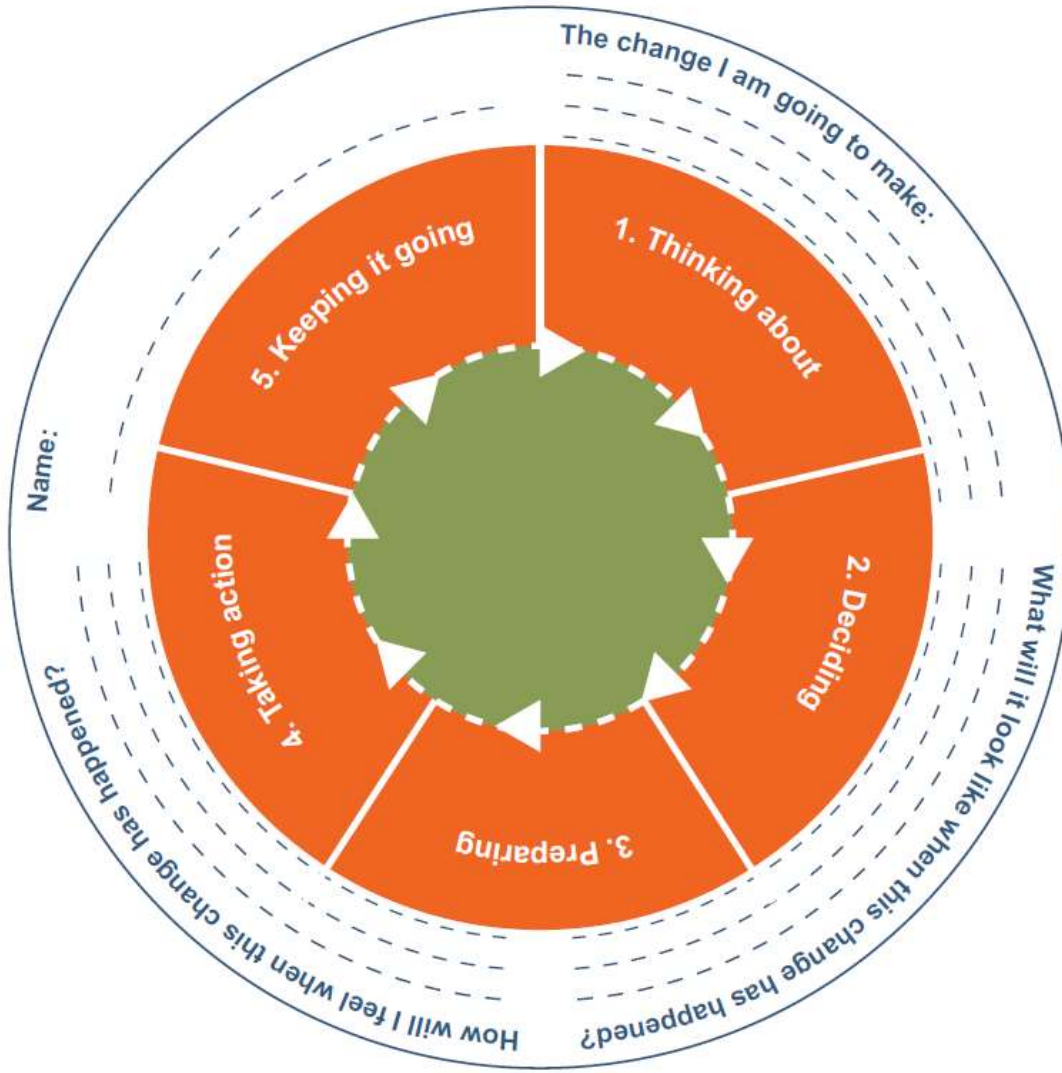 The change I am going to make:
What will it look like when this change has happened?
How will I feel when this change has happened?
Name:
1. Thinking about
2. Deciding
3. Preparing
4. Taking action
5. Keeping it going